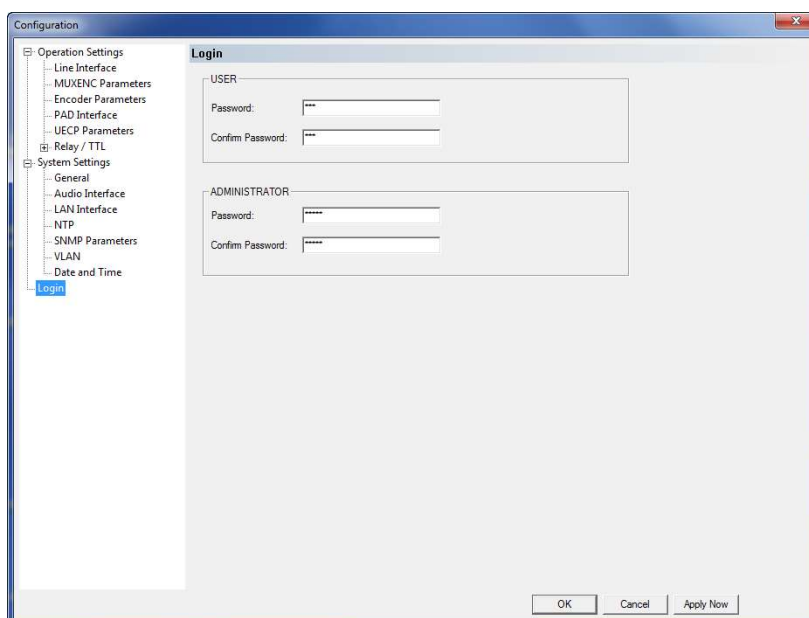 Configuration
Operation Settings
Line Interface
MUXENC Parameters
Encoder Parameters
PAD Interface
UECP Parameters
Relay / TTL
System Settings
General
Audio Interface
LAN Interface
NTP
SNMP Parameters
VLAN
Date and Time
Login
Login
USER
Password:
Confirm Password:
ADMINISTRATOR
Password:
Confirm Password:
OK Cancel Apply Now